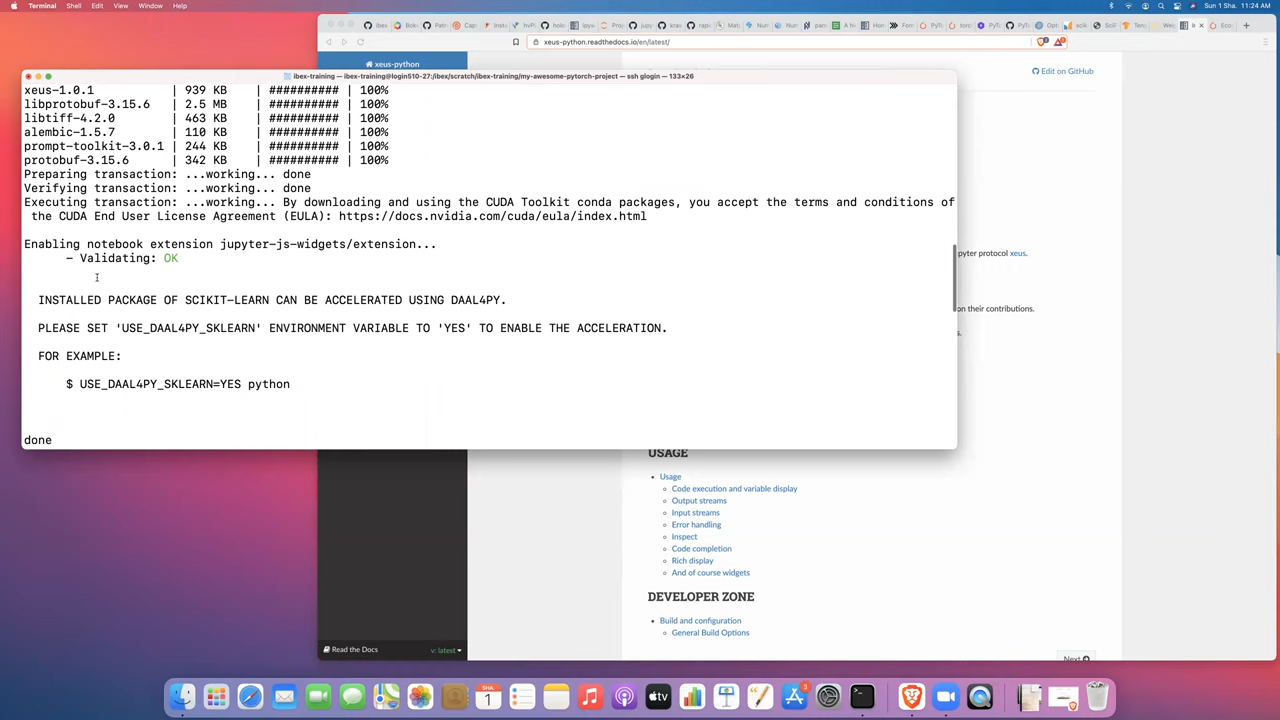 Shell Edit View Window Help
Sun 1 Sha. 11:24 AM
xeus-python.readthedocs.io/en/latest/
xeus-python
Edit on GitHub
ibex-training — ibex-training@login510-27:/ibex/scratch/ibex-training/my-awesome-pytorch-project — ssh glogin — 133×26
xeus-1.0.1 | 939 KB | ########## | 100%
libprotobuf-3.15.6 | 2.5 MB | ########## | 100%
libtiff-4.2.0 | 463 KB | ########## | 100%
alembic-1.5.7 | 110 KB | ########## | 100%
prompt-toolkit-3.0.1 | 244 KB | ########## | 100%
protobuf-3.15.6 | 342 KB | ########## | 100%
Preparing transaction: ...working... done
Verifying transaction: ...working... done
Executing transaction: ...working... By downloading and using the CUDA Toolkit conda packages, you accept the terms and conditions of
the CUDA End User License Agreement (EULA): https://docs.nvidia.com/cuda/eula/index.html
Enabling notebook extension jupyter-js-widgets/extension...
- Validating: OK
INSTALLED PACKAGE OF SCIKIT-LEARN CAN BE ACCELERATED USING DAAL4PY.
PLEASE SET 'USE_DAAL4PY_SKLEARN' ENVIRONMENT VARIABLE TO 'YES' TO ENABLE THE ACCELERATION.
FOR EXAMPLE:
$ USE_DAAL4PY_SKLEARN=YES python
done
pyter protocol xeus.
on their contributions.
USAGE
Usage
Code execution and variable display
Output streams
Input streams
Error handling
Inspect
Code completion
Rich display
And of course widgets
DEVELOPER ZONE
Build and configuration
General Build Options
Read the Docs
v: latest
Next
SHA.
1
tv
3